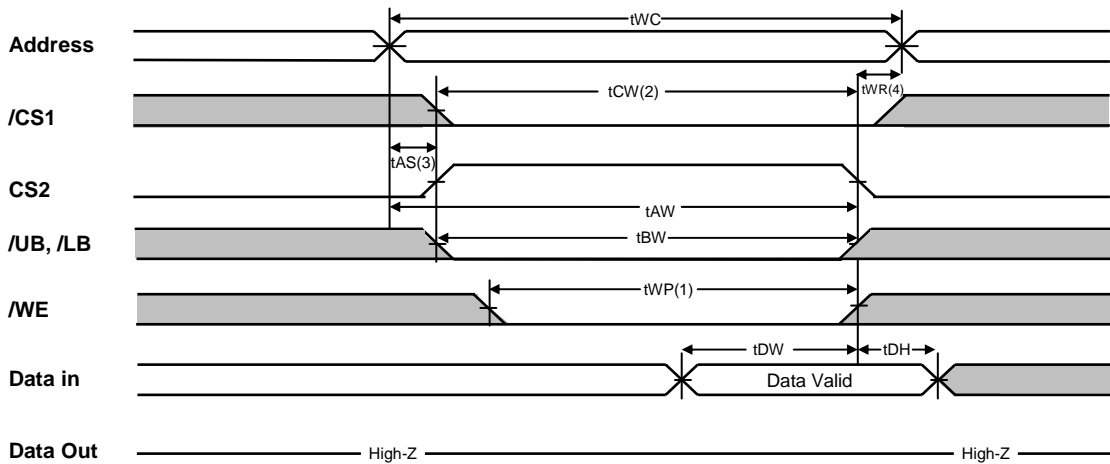 tWC
Address
tCW(2)
tWR(4)
/CS1
tAS(3)
CS2
tAW
/UB, /LB
tBW
/WE
tWP(1)
tDW
tDH
Data in
Data Valid
Data Out
High-Z
High-Z